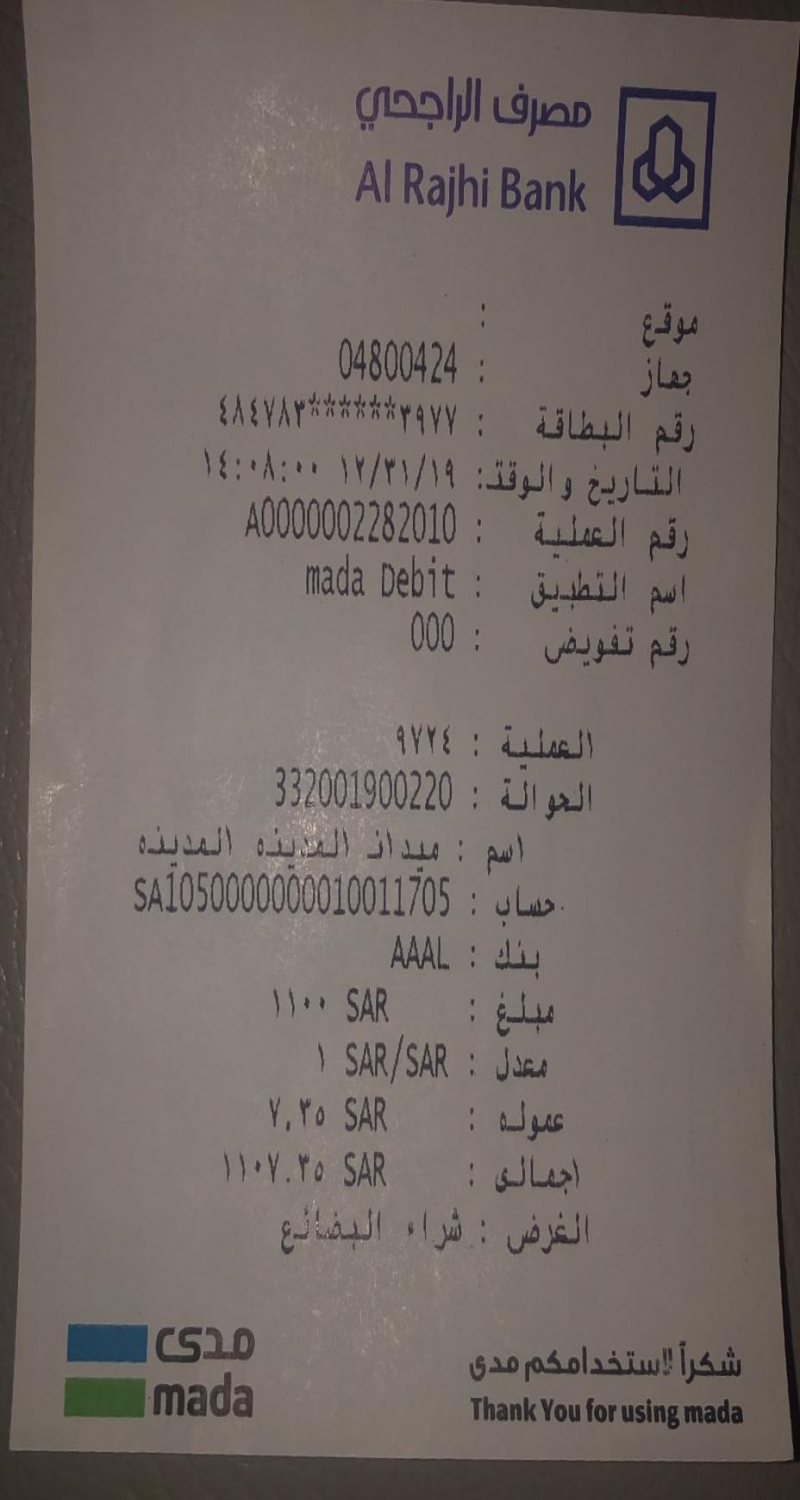 مصرف الراجحي
Al Rajhi Bank
موقع :
جهاز : 04800424
رقم البطاقة : ٤٨٤٧٨٣******٣٩٧٧
التاريخ والوقت: ١٢/٣١/١٩ ١٤:٠٨:٠٠
رقم العملية : A0000002282010
اسم التطبيق : mada Debit
رقم تفويض : 000
العملية : ٩٧٢٤
الحوالة : 332001900220
اسم : ميدان المدينه المدينه
حساب : SA1050000000010011705
بنك : AAAL
مبلغ : ١١٠٠ SAR
معدل : ١ SAR/SAR
عموله : ٧,٣٥ SAR
اجمالى : ١١٠٧.٣٥ SAR
الغرض : شراء البضائع
شكراً لاستخدامكم مدى
Thank You for using mada
مدى
mada